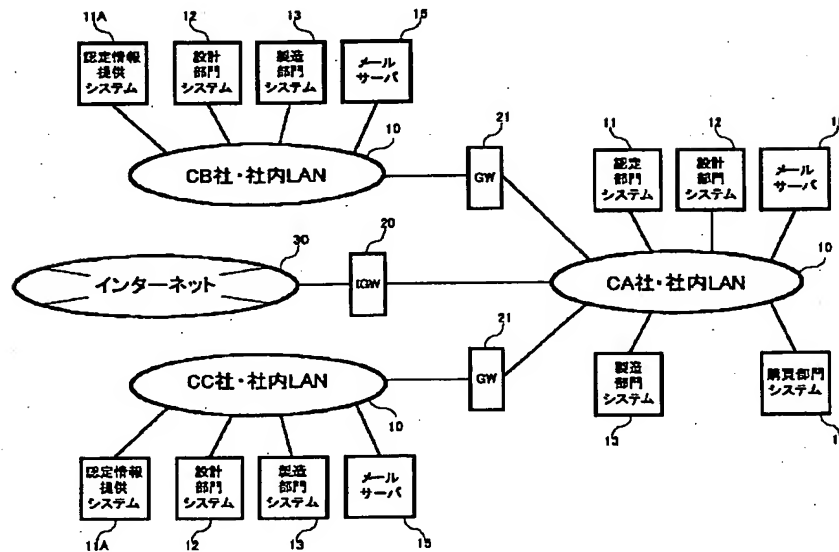 11A
12
13
15
認定情報
提供
システム
設計
部門
システム
製造
部門
システム
メール
サーバ
10
CB社・社内LAN
21
GW
11
12
認定
部門
システム
設計
部門
システム
メール
サーバ
30
インターネット
20
IGW
10
CA社・社内LAN
21
GW
CC社・社内LAN
10
製造
部門
システム
購買部門
システム
13
認定情報
提供
システム
設計
部門
システム
製造
部門
システム
メール
サーバ
11A
12
13
15